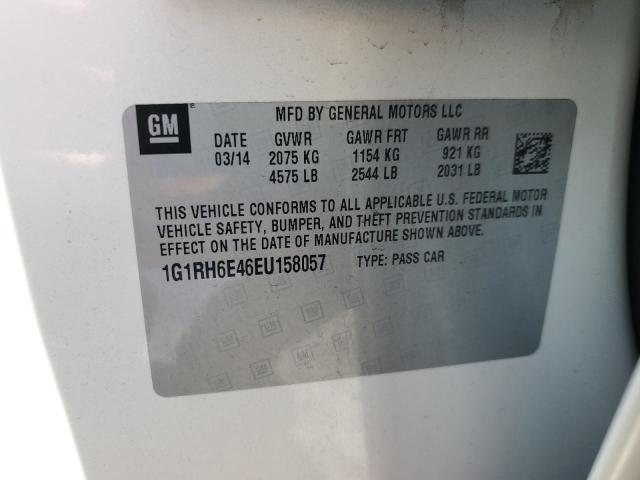 GM
MFD BY GENERAL MOTORS LLC
DATE GVWR GAWR FRT GAWR RR
03/14 2075 KG 1154 KG 921 KG
4575 LB 2544 LB 2031 LB
THIS VEHICLE CONFORMS TO ALL APPLICABLE U.S. FEDERAL MOTOR
VEHICLE SAFETY, BUMPER, AND THEFT PREVENTION STANDARDS IN
EFFECT ON THE DATE OF MANUFACTURE SHOWN ABOVE.
1G1RH6E46EU158057 TYPE: PASS CAR